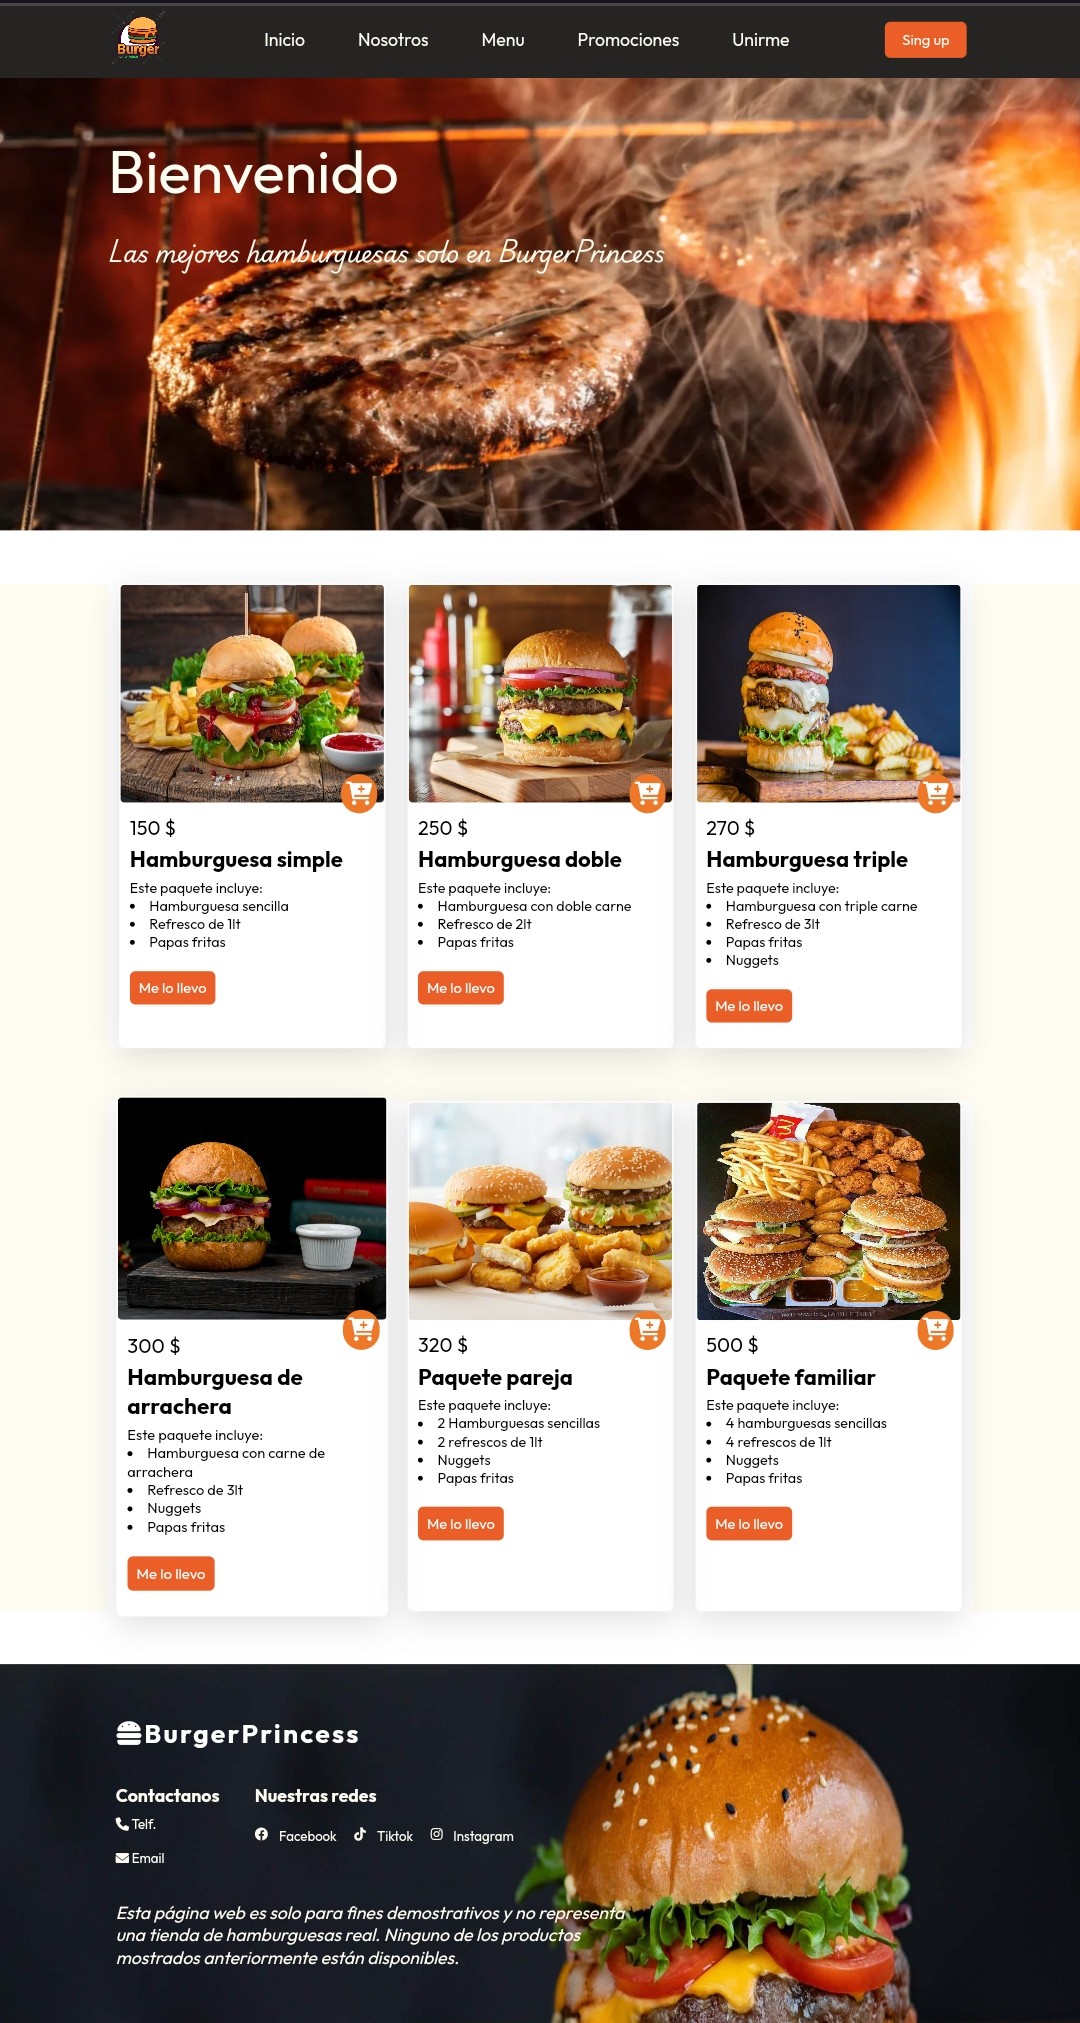 Burger
Inicio
Nosotros
Menu
Promociones
Unirme
Sing up
Bienvenido
Las mejores hamburguesas solo en BurgerPrincess
150 $
Hamburguesa simple
Este paquete incluye:
• Hamburguesa sencilla
• Refresco de 1lt
• Papas fritas
Me lo llevo
250 $
Hamburguesa doble
Este paquete incluye:
• Hamburguesa con doble carne
• Refresco de 2lt
• Papas fritas
Me lo llevo
270 $
Hamburguesa triple
Este paquete incluye:
• Hamburguesa con triple carne
• Refresco de 3lt
• Papas fritas
• Nuggets
Me lo llevo
300 $
Hamburguesa de
arrachera
Este paquete incluye:
• Hamburguesa con carne de
arrachera
• Refresco de 3lt
• Nuggets
• Papas fritas
Me lo llevo
320 $
Paquete pareja
Este paquete incluye:
• 2 Hamburguesas sencillas
• 2 refrescos de 1lt
• Nuggets
• Papas fritas
Me lo llevo
500 $
Paquete familiar
Este paquete incluye:
• 4 hamburguesas sencillas
• 4 refrescos de 1lt
• Nuggets
• Papas fritas
Me lo llevo
BurgerPrincess
Contactanos
Telf.
Email
Nuestras redes
Facebook
Tiktok
Instagram
Esta página web es solo para fines demostrativos y no representa
una tienda de hamburguesas real. Ninguno de los productos
mostrados anteriormente están disponibles.